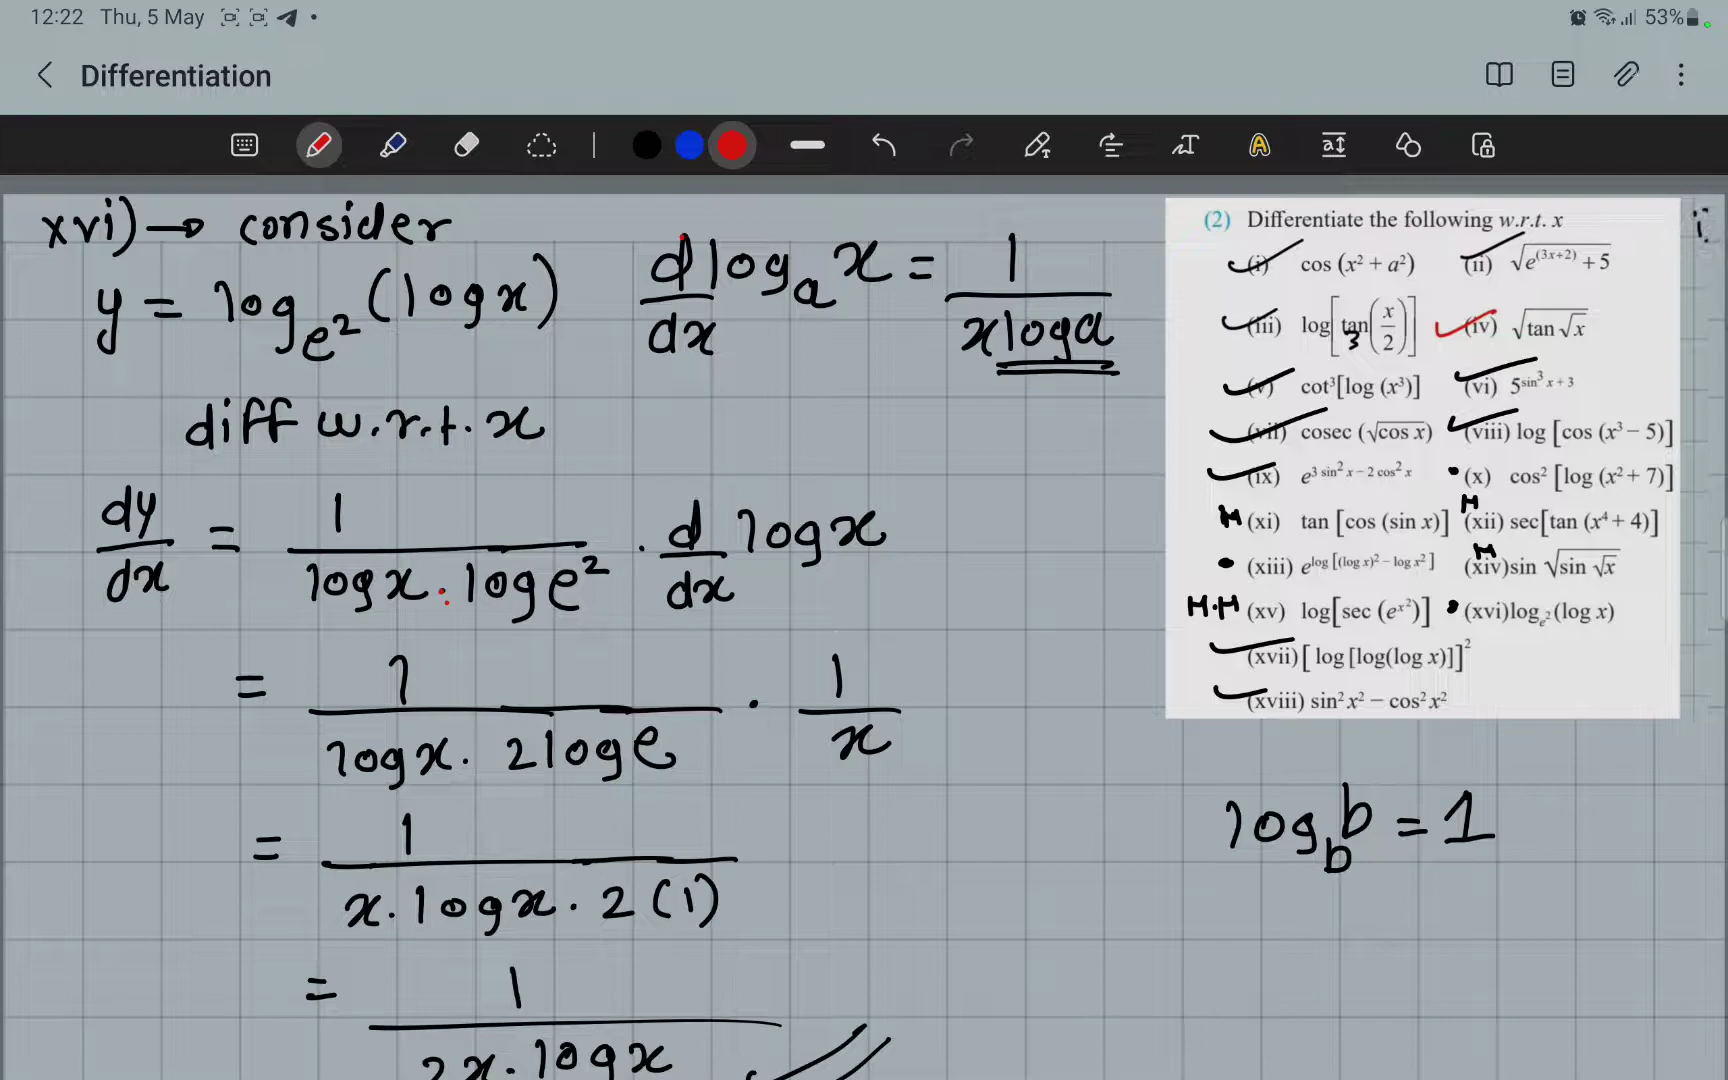 12:22 Thu, 5 May 53%
Differentiation
xvi) → consider
y = log_{e²} (log x)
d/dx log_a x = 1/(x log a)
diff w.r.t. x
dy/dx = 1/(log x · log e²) · d/dx log x
= 1/(log x · 2 log e) · 1/x
= 1/(x · log x · 2(1))
= 1/(2x · log x)
(2) Differentiate the following w.r.t. x
(i) cos (x² + a²) (ii) √(e^(3x+2) + 5)
(iii) log[tan(x/2)] (iv) √(tan √x)
3
(v) cot³[log (x³)] (vi) 5^(sin³ x + 3)
(vii) cosec (√cos x) (viii) log [cos (x³ – 5)]
(ix) e^(3 sin² x – 2 cos² x) • (x) cos² [log (x² + 7)]
H (xi) tan [cos (sin x)] H (xii) sec[tan (x⁴ + 4)]
• (xiii) e^(log [(log x)² – log x²]) H (xiv) sin √(sin √x)
H.H (xv) log[sec (e^(x²))] • (xvi) log_{e²} (log x)
(xvii) [ log [log(log x)]]²
(xviii) sin² x² – cos² x²
log_b b = 1